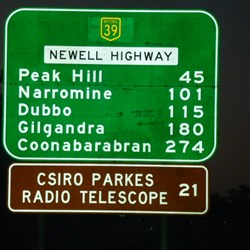 39
NEWELL HIGHWAY
Peak Hill 45
Narromine 101
Dubbo 115
Gilgandra 180
Coonabarabran 274
CSIRO PARKES
RADIO TELESCOPE 21